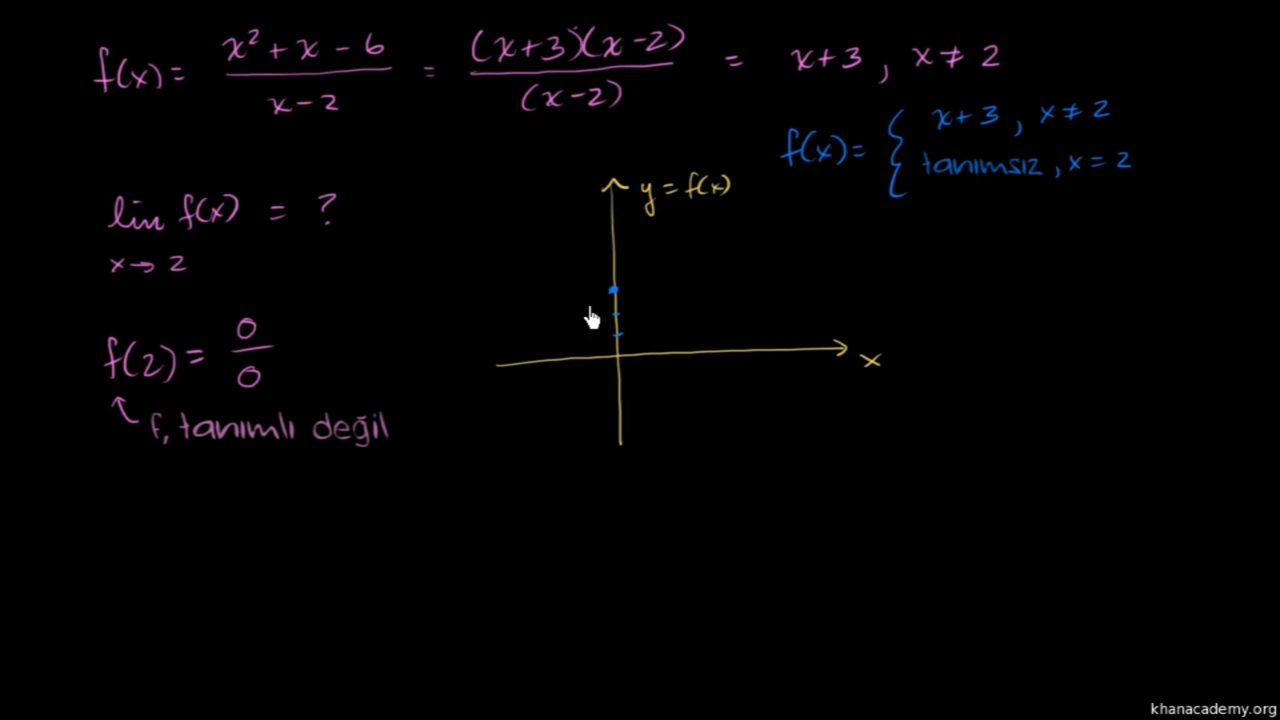 f(x) = x² + x - 6 / x - 2 = (x+3)(x-2) / (x-2) = x+3 , x ≠ 2
f(x) = { x+3 , x ≠ 2
tanımsız , x = 2
y = f(x)
lim f(x) = ?
x → 2
f(2) = 0/0
x
f, tanımlı değil
khanacademy.org